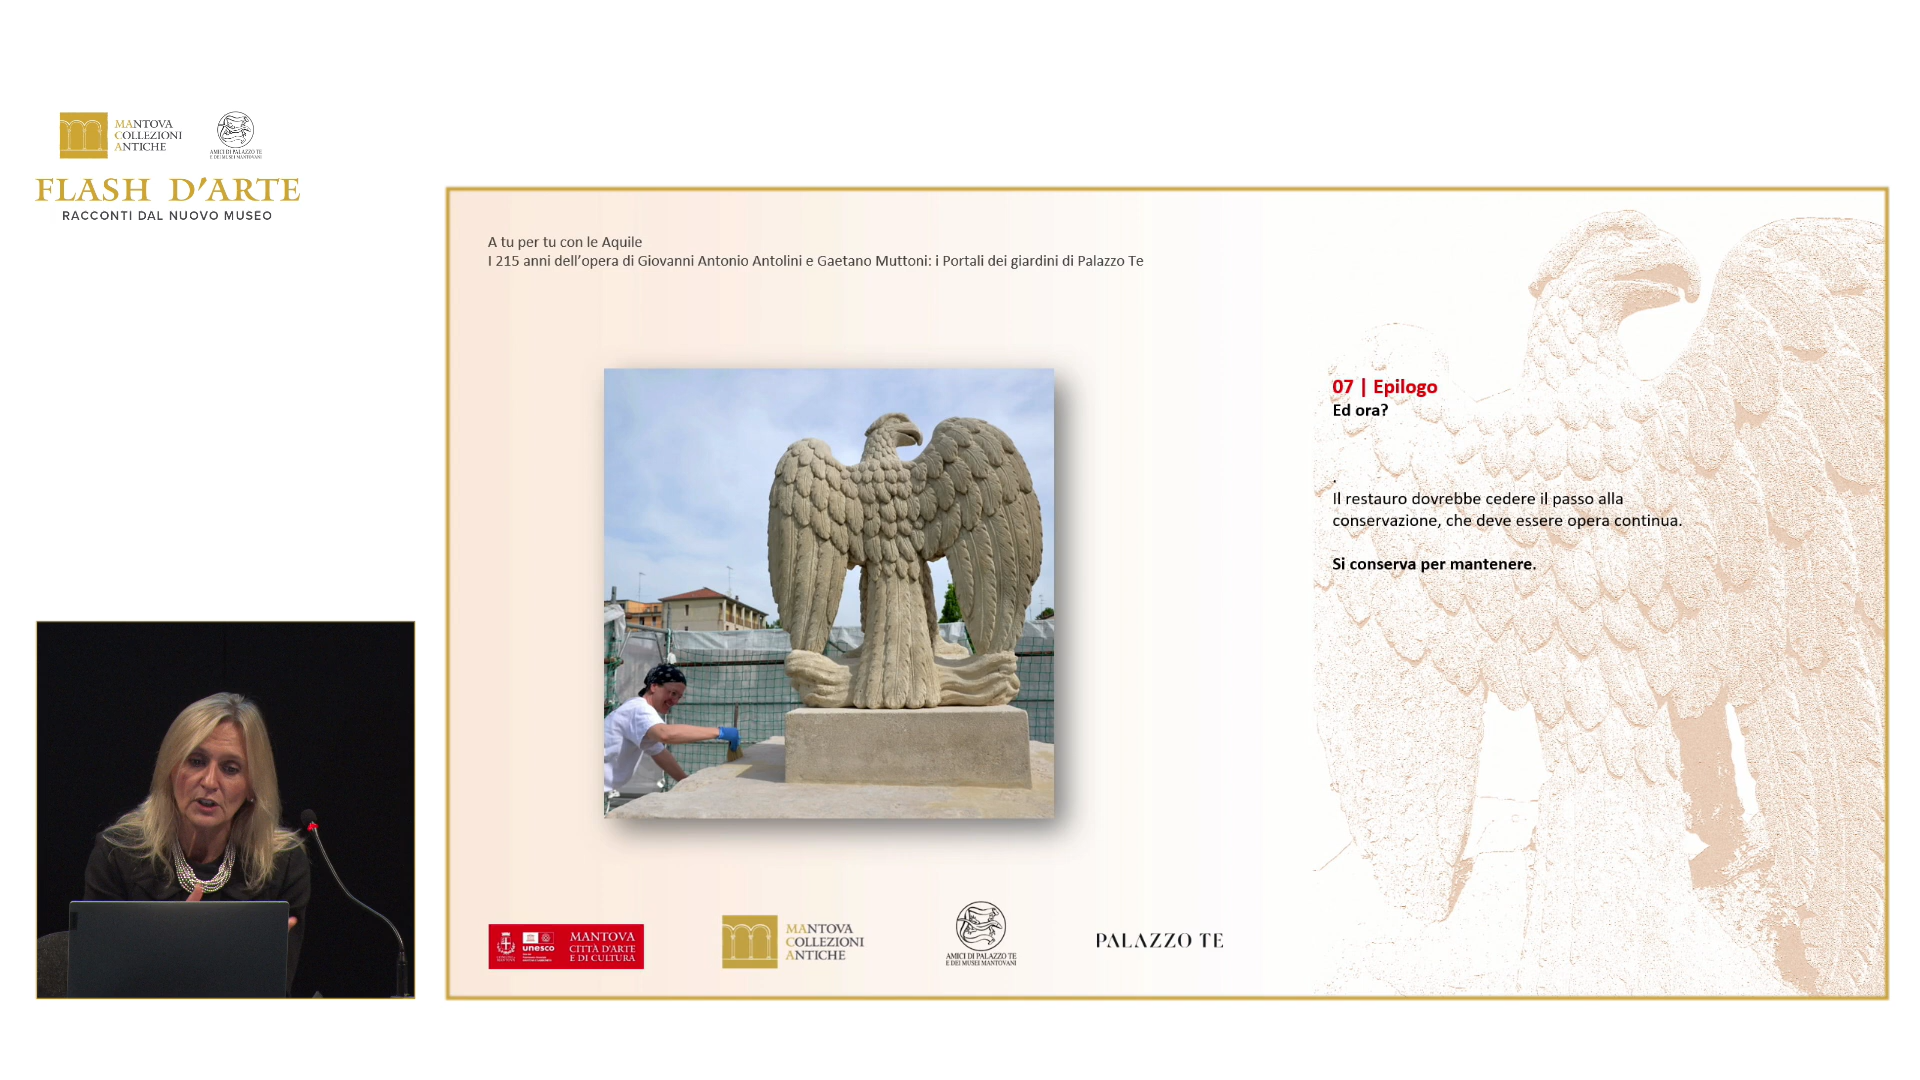 MANTOVA
COLLEZIONI
ANTICHE
AMICI DI PALAZZO TE
E DEI MUSEI MANTOVANI
FLASH D'ARTE
RACCONTI DAL NUOVO MUSEO
A tu per tu con le Aquile
I 215 anni dell'opera di Giovanni Antonio Antolini e Gaetano Muttoni: i Portali dei giardini di Palazzo Te
07 | Epilogo
Ed ora?
.
Il restauro dovrebbe cedere il passo alla
conservazione, che deve essere opera continua.
Si conserva per mantenere.
unesco
MANTOVA
CITTÀ D'ARTE
E DI CULTURA
MANTOVA
COLLEZIONI
ANTICHE
AMICI DI PALAZZO TE
E DEI MUSEI MANTOVANI
PALAZZO TE